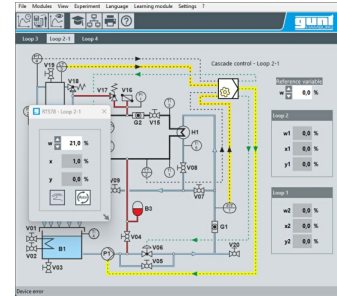 File Modules View Experiment Language Learning module Settings ?
gunt
Loop 3 Loop 2-1 Loop 4
Cascade control - Loop 2-1
V19
V18
V17 V16
G2 V15
H1
Reference variable
w 0,0 %
RT578 - Loop 2-1
w 21,0 %
x 1,0 %
y 0,0 %
Loop 2
w1 0,0 %
x1 0,0 %
y1 0,0 %
V08
V09
V07
B3
G1
Loop 1
w2 0,0 %
x2 0,0 %
y2 0,0 %
V01
V02
V03
B1
V04
P1
V06
V05
V20
Device error